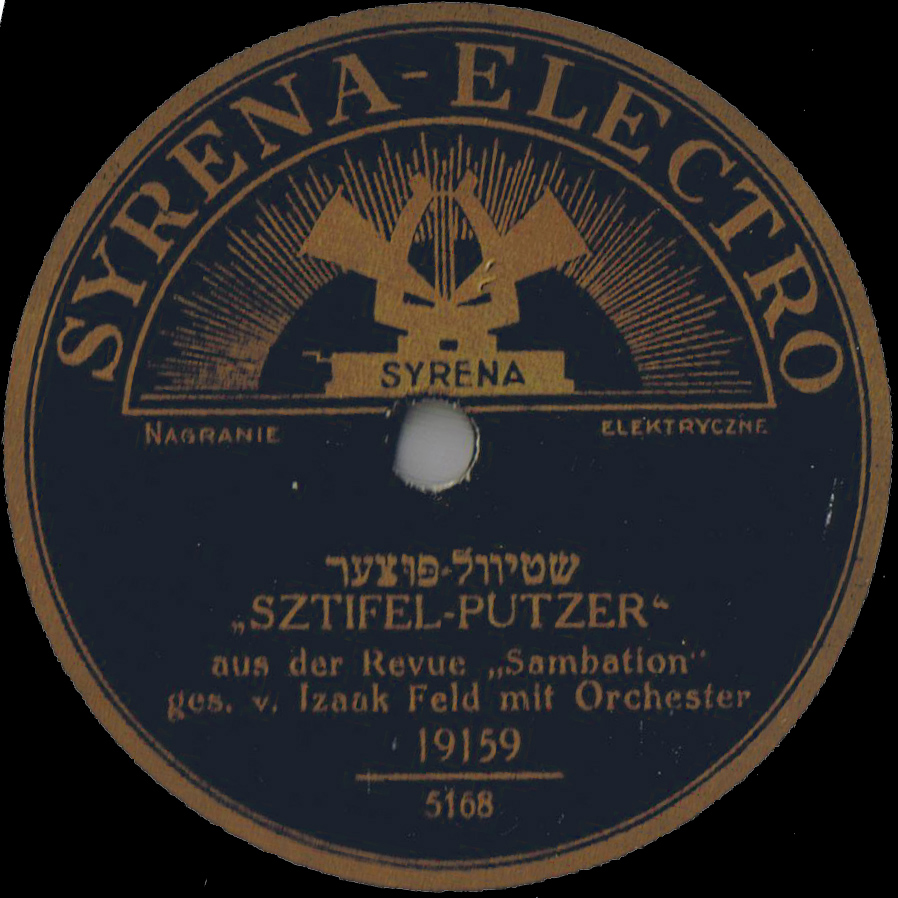 SYRENA-ELECTRO
SYRENA
NAGRANIE ELEKTRYCZNE
שטיוול-פוצער
„SZTIFEL-PUTZER“
aus der Revue „Sambation“
ges. v. Izaak Feld mit Orchester
19159
5168